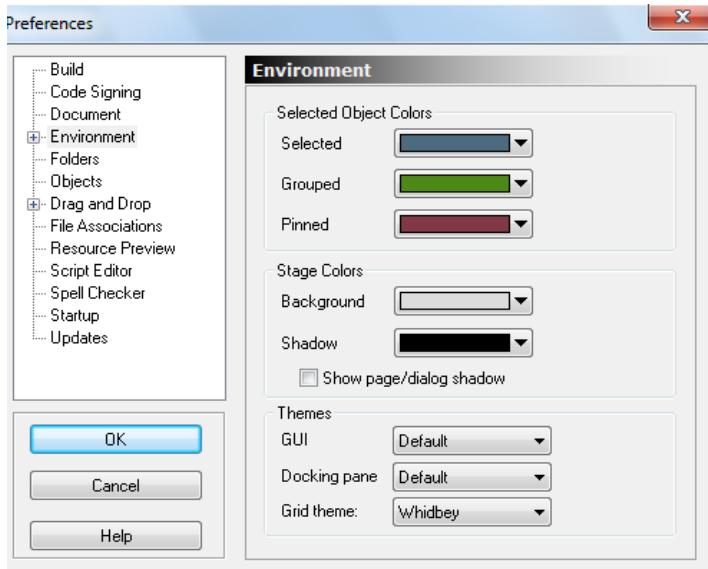 Preferences
Build
Code Signing
Document
Environment
Folders
Objects
Drag and Drop
File Associations
Resource Preview
Script Editor
Spell Checker
Startup
Updates
OK
Cancel
Help
Environment
Selected Object Colors
Selected
Grouped
Pinned
Stage Colors
Background
Shadow
Show page/dialog shadow
Themes
GUI Default
Docking pane Default
Grid theme: Whidbey